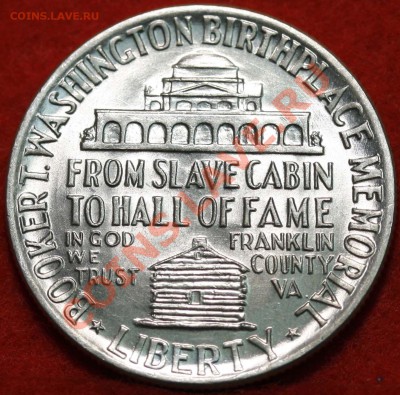 COINS.LAVE.RU
BOOKER T. WASHINGTON BIRTHPLACE MEMORIAL
FROM SLAVE CABIN
TO HALL OF FAME
IN GOD
WE
TRUST
FRANKLIN
COUNTY
VA.
LIBERTY
COINS.LAVE.RU